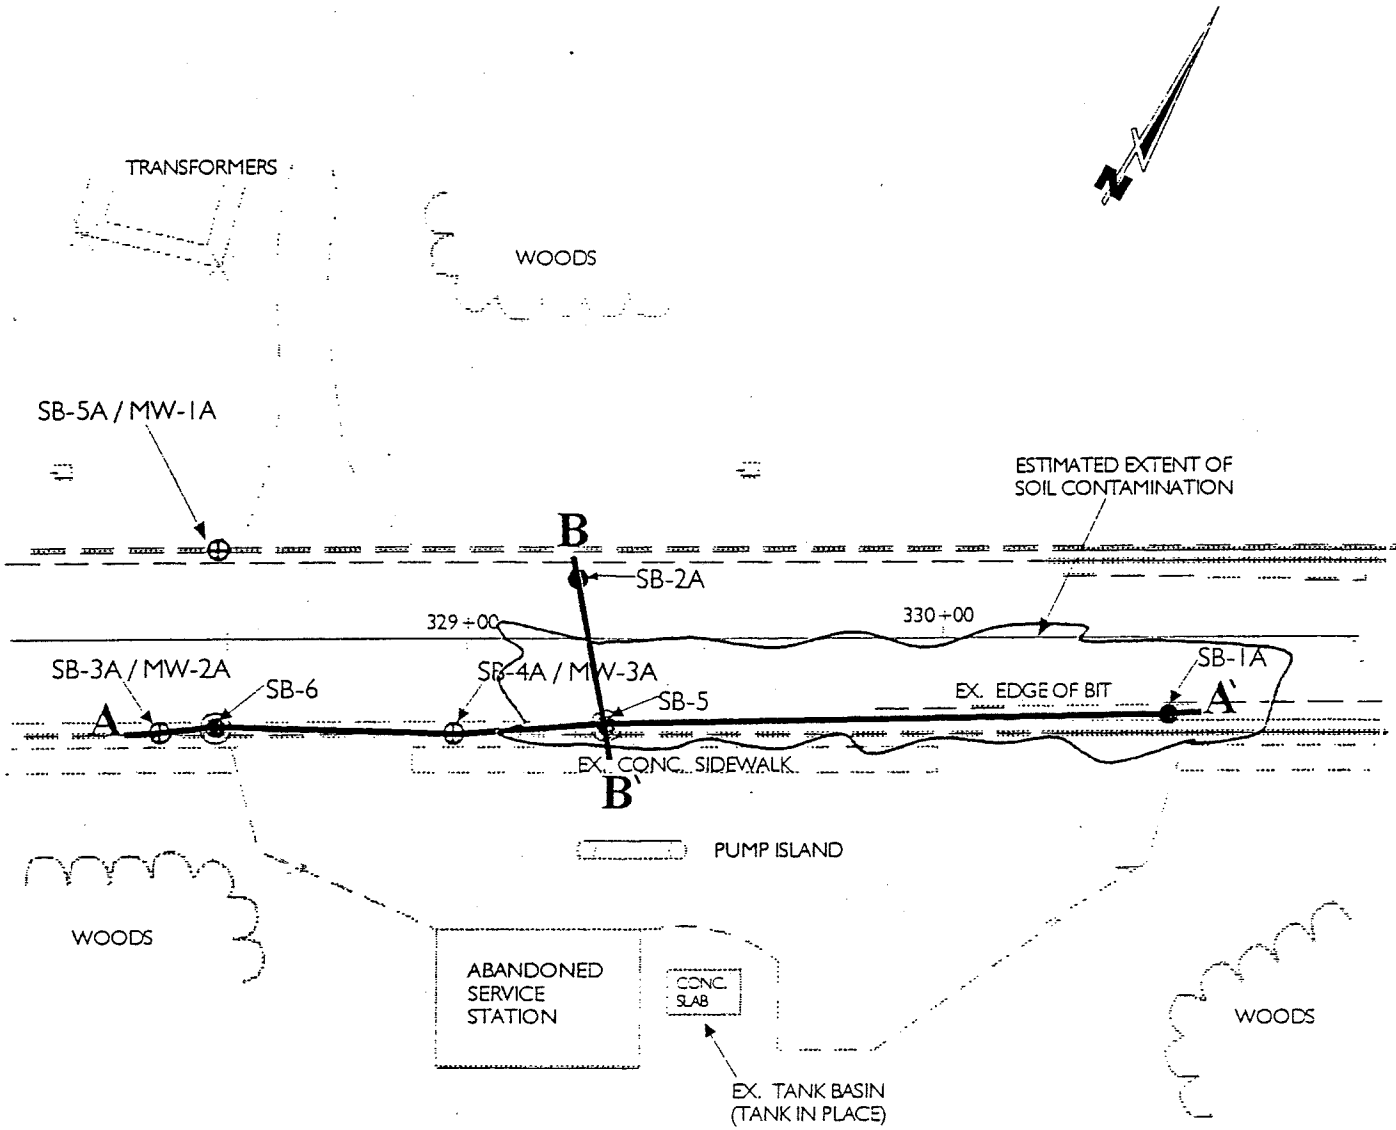 TRANSFORMERS
N
WOODS
SB-5A / MW-1A
ESTIMATED EXTENT OF
SOIL CONTAMINATION
B
SB-2A
329+00
330+00
SB-3A / MW-2A
SB-6
SB-4A / MW-3A
SB-5
SB-1A
EX. EDGE OF BIT
A
A`
EX. CONC. SIDEWALK
B`
PUMP ISLAND
WOODS
ABANDONED
SERVICE
STATION
CONC.
SLAB
WOODS
EX. TANK BASIN
(TANK IN PLACE)